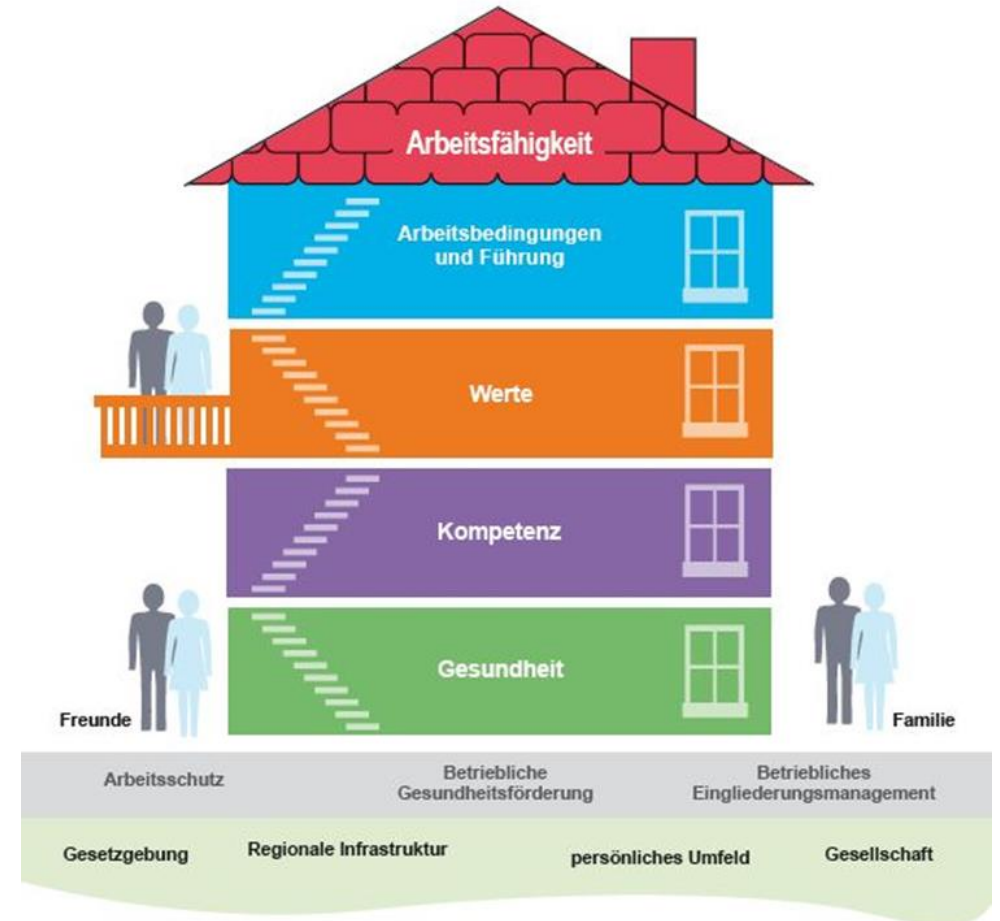 Arbeitsfähigkeit
Arbeitsbedingungen
und Führung
Werte
Kompetenz
Gesundheit
Freunde
Familie
Arbeitsschutz
Betriebliche
Gesundheitsförderung
Betriebliches
Eingliederungsmanagement
Gesetzgebung
Regionale Infrastruktur
persönliches Umfeld
Gesellschaft